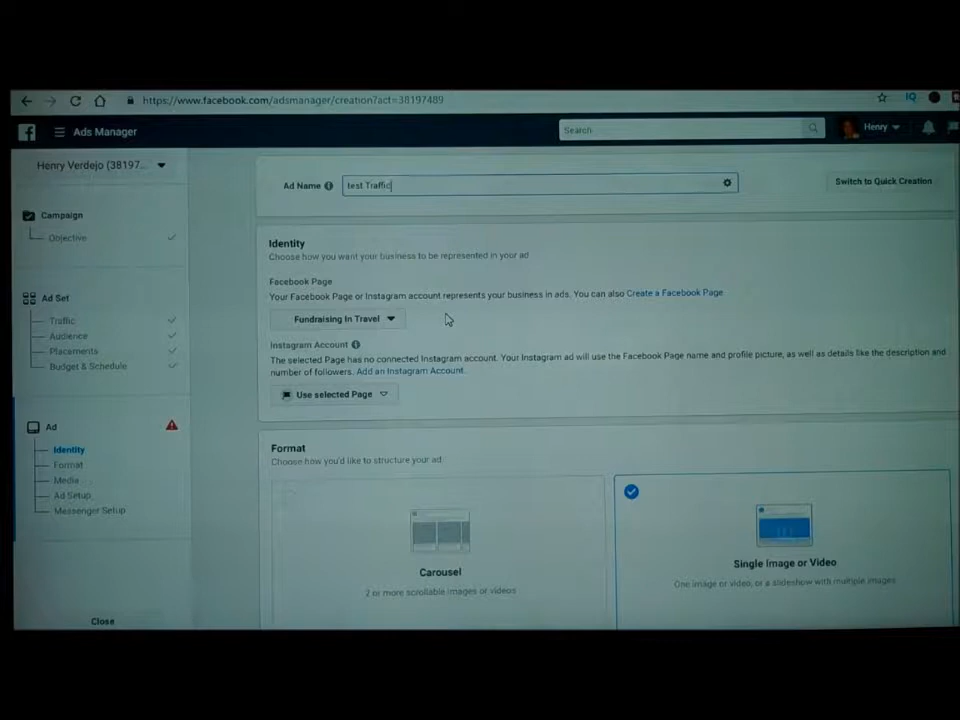 https://www.facebook.com/adsmanager/creation?act=38197489
IQ
Ads Manager
Search
Henry
Henry Verdejo (38197...
Ad Name
test Traffic
Switch to Quick Creation
Campaign
Objective
Ad Set
Traffic
Audience
Placements
Budget & Schedule
Ad
Identity
Format
Media
Ad Setup
Messenger Setup
Close
Identity
Choose how you want your business to be represented in your ad
Facebook Page
Your Facebook Page or Instagram account represents your business in ads. You can also Create a Facebook Page
Fundraising In Travel
Instagram Account
The selected Page has no connected Instagram account. Your Instagram ad will use the Facebook Page name and profile picture, as well as details like the description and
number of followers. Add an Instagram Account.
Use selected Page
Format
Choose how you'd like to structure your ad.
Carousel
2 or more scrollable images or videos
Single Image or Video
One image or video, or a slideshow with multiple images